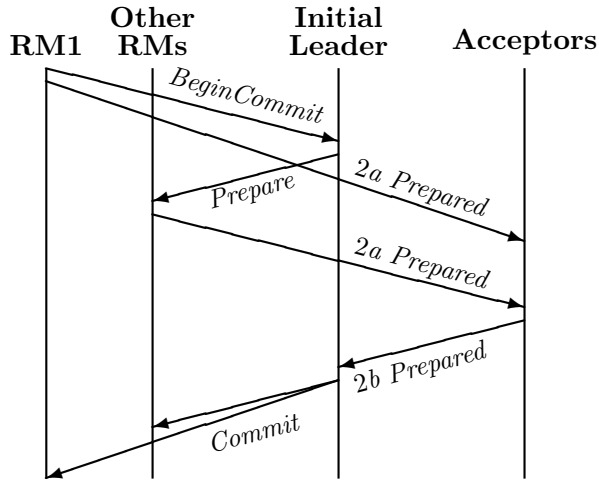 RM1
Other
RMs
Initial
Leader
Acceptors
BeginCommit
2a Prepared
Prepare
2a Prepared
2b Prepared
Commit